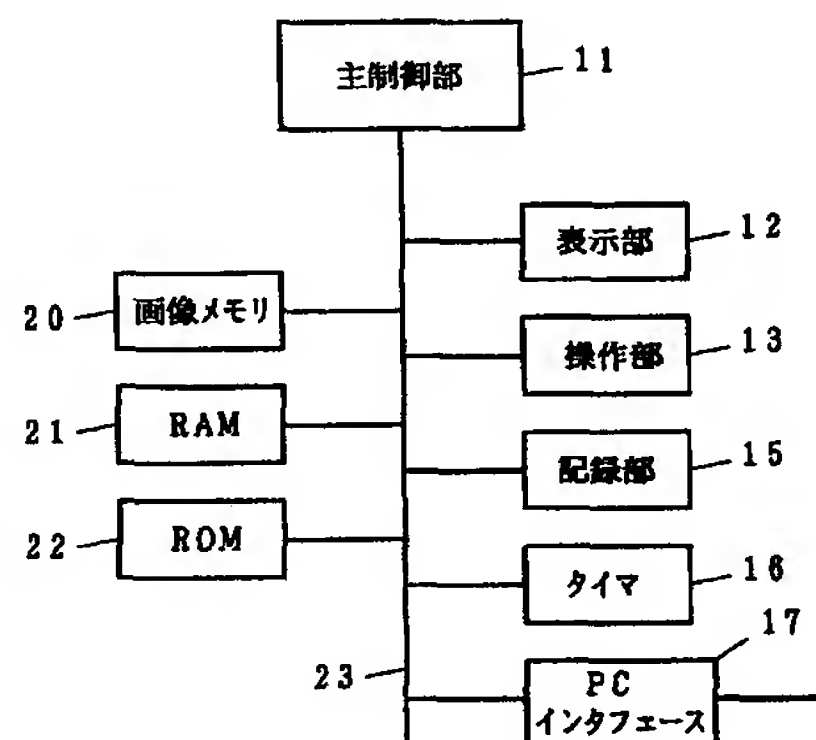 主制御部 11
表示部 12
20 画像メモリ
操作部 13
21 RAM
記録部 15
22 ROM
タイマ 16
17
23
PC
インタフェース